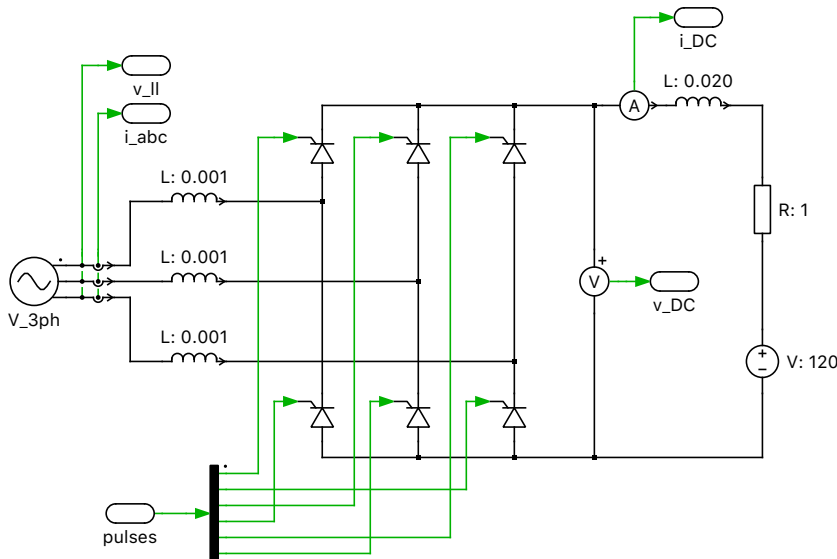 i_DC
v_ll
L: 0.020
A
i_abc
L: 0.001
R: 1
L: 0.001
+
V
V_3ph
v_DC
L: 0.001
+
−
V: 120
pulses